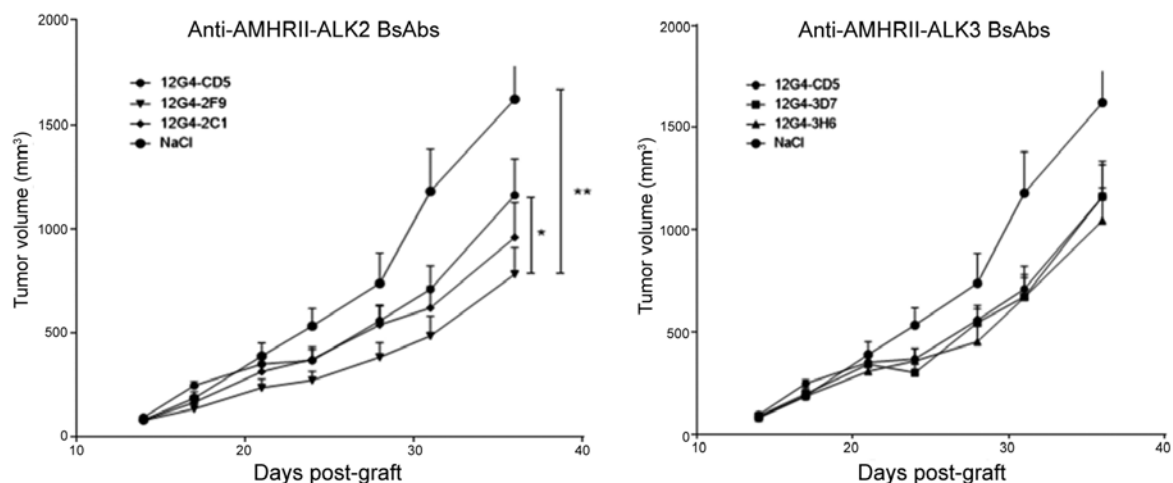 Anti-AMHRII-ALK2 BsAbs
Tumor volume (mm³)
2000
1500
1000
500
0
12G4-CD5
12G4-2F9
12G4-2C1
NaCl
*
**
10
20
30
40
Days post-graft
Anti-AMHRII-ALK3 BsAbs
Tumor volume (mm³)
2000
1500
1000
500
0
12G4-CD5
12G4-3D7
12G4-3H6
NaCl
10
20
30
40
Days post-graft